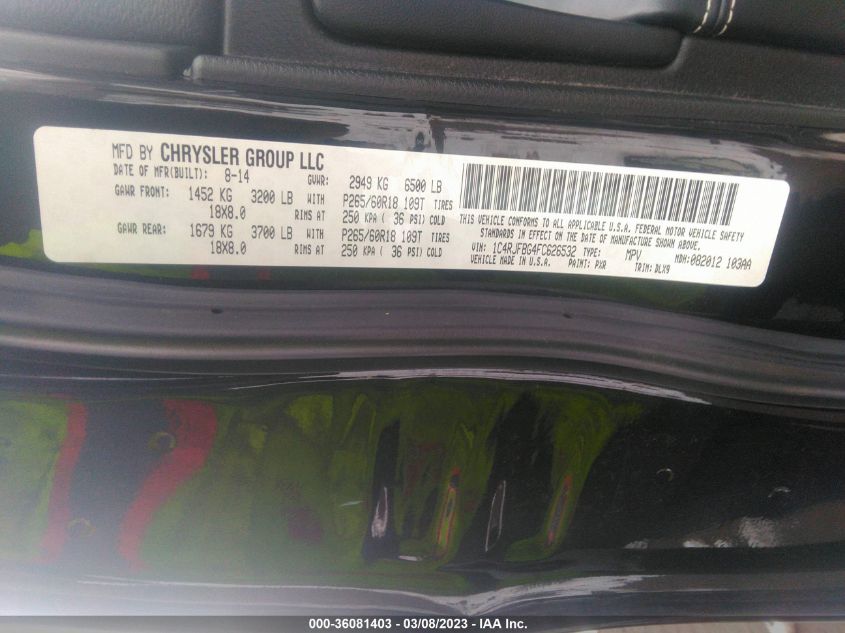 MFD BY CHRYSLER GROUP LLC
DATE OF MFR(BUILT): 8-14 GVWR: 2949 KG 6500 LB
GAWR FRONT: 1452 KG 3200 LB WITH P265/60R18 109T TIRES
18X8.0 RIMS AT 250 KPA ( 36 PSI) COLD
GAWR REAR: 1679 KG 3700 LB WITH P265/60R18 109T TIRES
18X8.0 RIMS AT 250 KPA ( 36 PSI) COLD
THIS VEHICLE CONFORMS TO ALL APPLICABLE U.S.A. FEDERAL MOTOR VEHICLE SAFETY
STANDARDS IN EFFECT ON THE DATE OF MANUFACTURE SHOWN ABOVE.
VIN: 1C4RJFBG4FC626532 TYPE: MPV MDH: 082012 103AA
VEHICLE MADE IN U.S.A. PAINT: PXR TRIM: DLX9
000-36081403 - 03/08/2023 - IAA Inc.